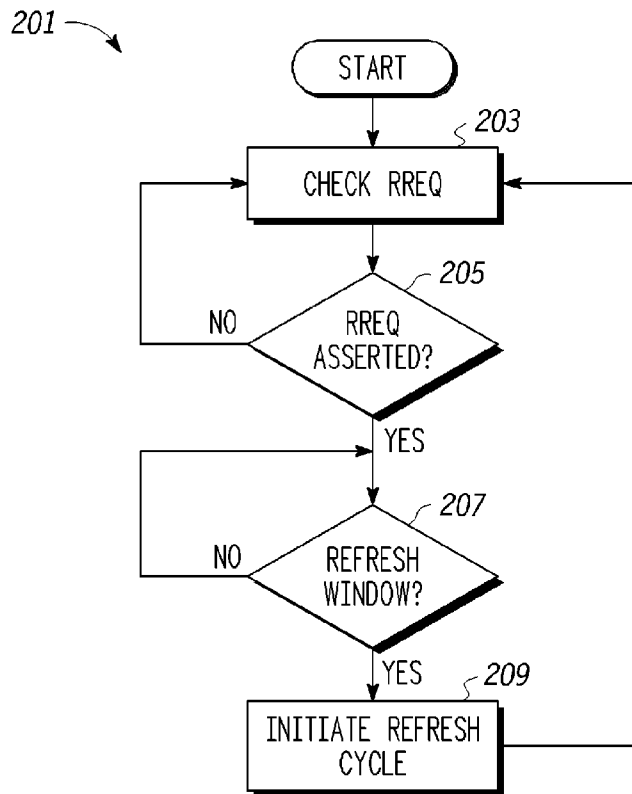 201
START
203
CHECK RREQ
205
NO
RREQ
ASSERTED?
YES
207
NO
REFRESH
WINDOW?
YES
209
INITIATE REFRESH
CYCLE